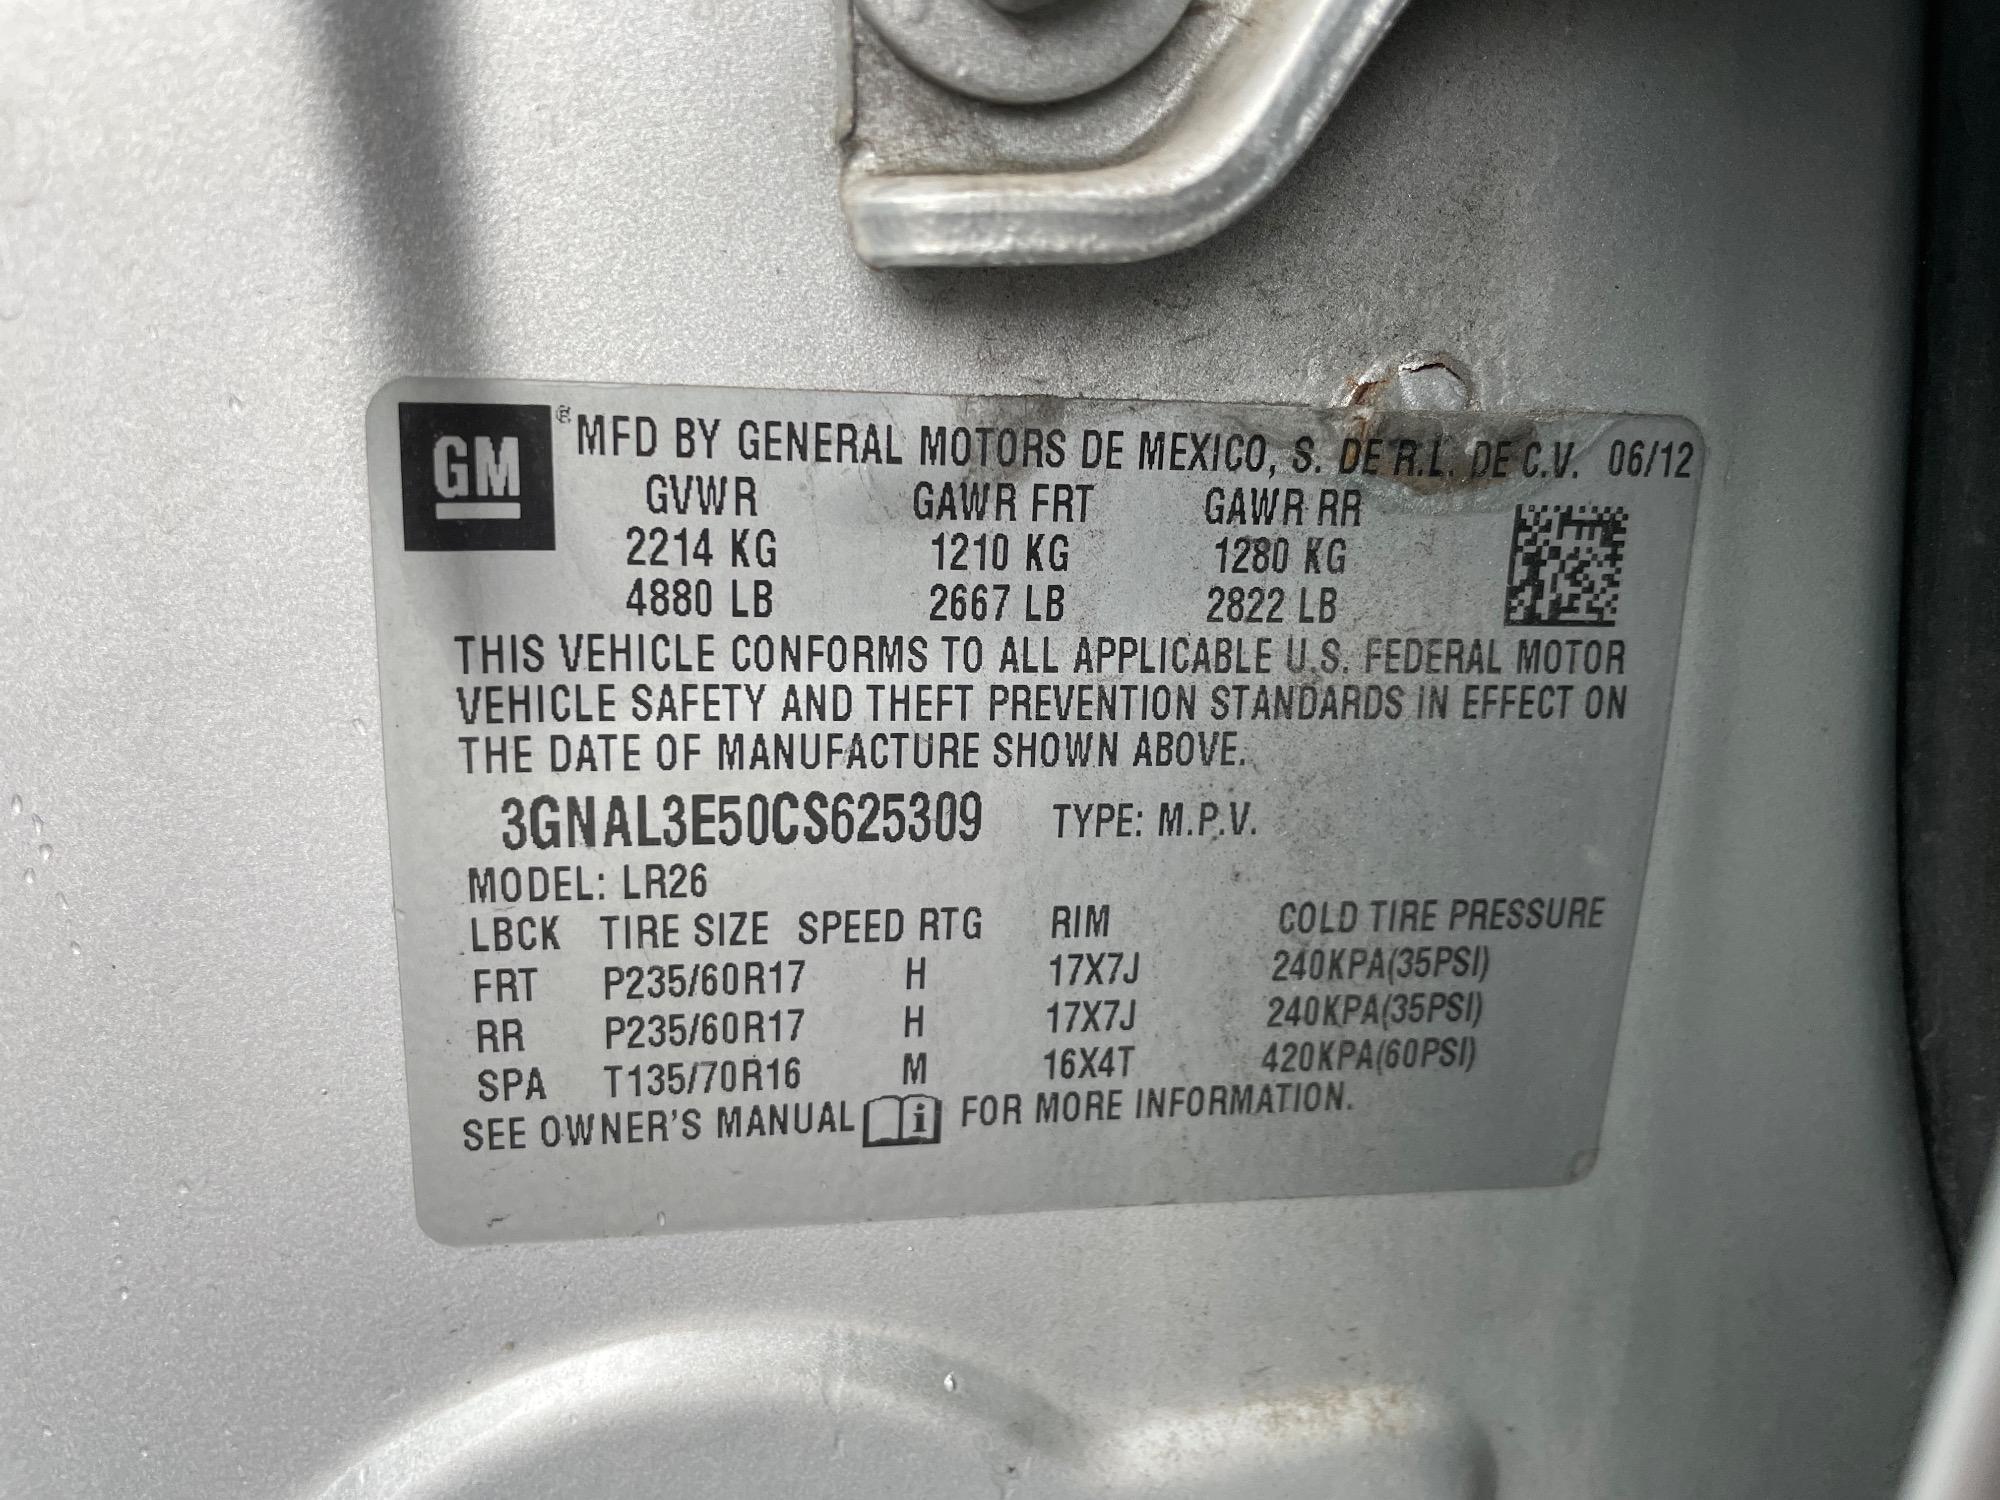 GM ® MFD BY GENERAL MOTORS DE MEXICO, S. DE R.L. DE C.V. 06/12
GVWR GAWR FRT GAWR RR
2214 KG 1210 KG 1280 KG
4880 LB 2667 LB 2822 LB
THIS VEHICLE CONFORMS TO ALL APPLICABLE U.S. FEDERAL MOTOR
VEHICLE SAFETY AND THEFT PREVENTION STANDARDS IN EFFECT ON
THE DATE OF MANUFACTURE SHOWN ABOVE.
3GNAL3E50CS625309 TYPE: M.P.V.
MODEL: LR26
LBCK TIRE SIZE SPEED RTG RIM COLD TIRE PRESSURE
FRT P235/60R17 H 17X7J 240KPA(35PSI)
RR P235/60R17 H 17X7J 240KPA(35PSI)
SPA T135/70R16 M 16X4T 420KPA(60PSI)
SEE OWNER'S MANUAL i FOR MORE INFORMATION.